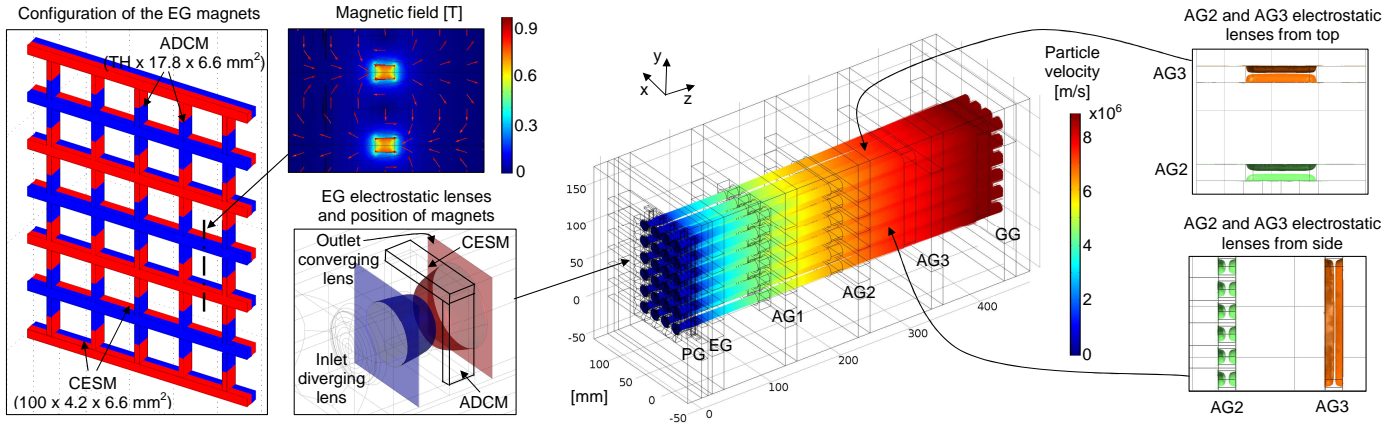 Configuration of the EG magnets
ADCM
(TH x 17.8 x 6.6 mm²)
CESM
(100 x 4.2 x 6.6 mm²)
Magnetic field [T]
0.9
0.6
0.3
0
EG electrostatic lenses
and position of magnets
Outlet
converging
lens
CESM
Inlet
diverging
lens
ADCM
y
x
z
150
100
50
0
-50
100
50
0
-50
[mm]
0
100
200
300
400
PG
EG
AG1
AG2
AG3
GG
Particle
velocity
[m/s]
x10⁶
8
6
4
2
0
AG2 and AG3 electrostatic
lenses from top
AG3
AG2
AG2 and AG3 electrostatic
lenses from side
AG2
AG3